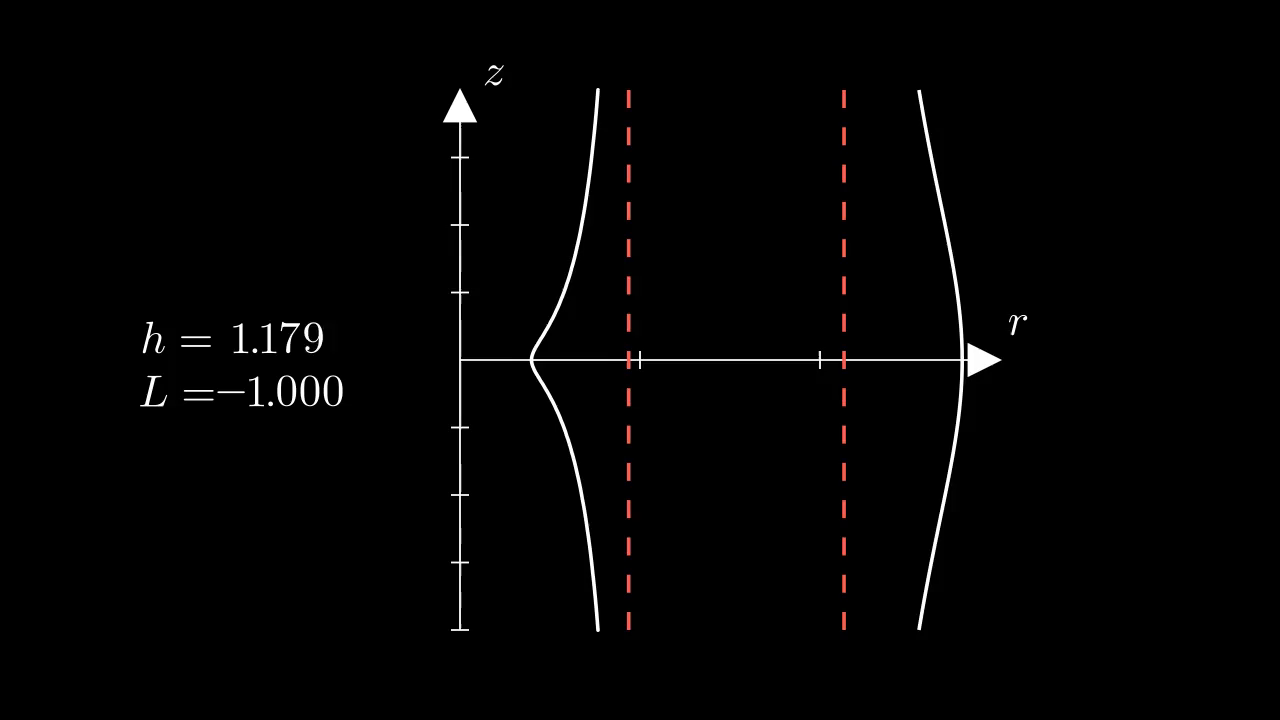 z
r
h = 1.179
L =−1.000